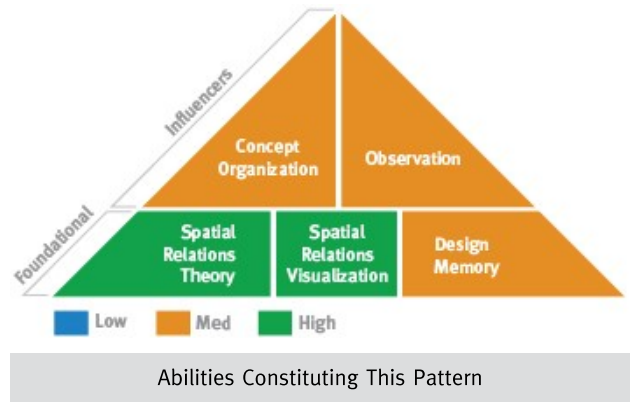 Influencers
Concept
Organization
Observation
Foundational
Spatial
Relations
Theory
Spatial
Relations
Visualization
Design
Memory
Low
Med
High
Abilities Constituting This Pattern